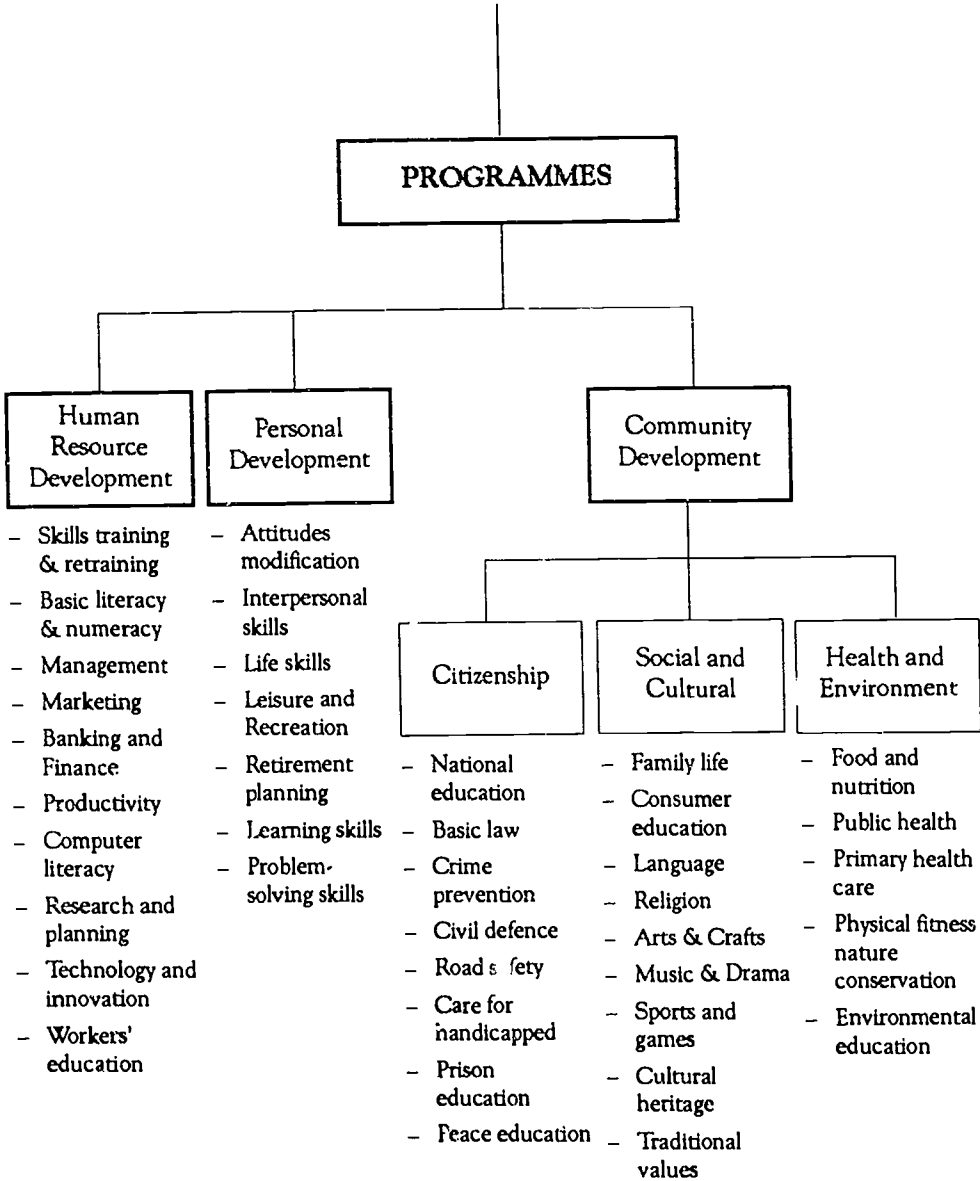 PROGRAMMES
Human
Resource
Development
– Skills training
& retraining
– Basic literacy
& numeracy
– Management
– Marketing
– Banking and
Finance
– Productivity
– Computer
literacy
– Research and
planning
– Technology and
innovation
– Workers'
education
Personal
Development
– Attitudes
modification
– Interpersonal
skills
– Life skills
– Leisure and
Recreation
– Retirement
planning
– Learning skills
– Problem-
solving skills
Community
Development
Citizenship
– National
education
– Basic law
– Crime
prevention
– Civil defence
– Road s fety
– Care for
handicapped
– Prison
education
– Peace education
Social and
Cultural
– Family life
– Consumer
education
– Language
– Religion
– Arts & Crafts
– Music & Drama
– Sports and
games
– Cultural
heritage
– Traditional
values
Health and
Environment
– Food and
nutrition
– Public health
– Primary health
care
– Physical fitness
nature
conservation
– Environmental
education